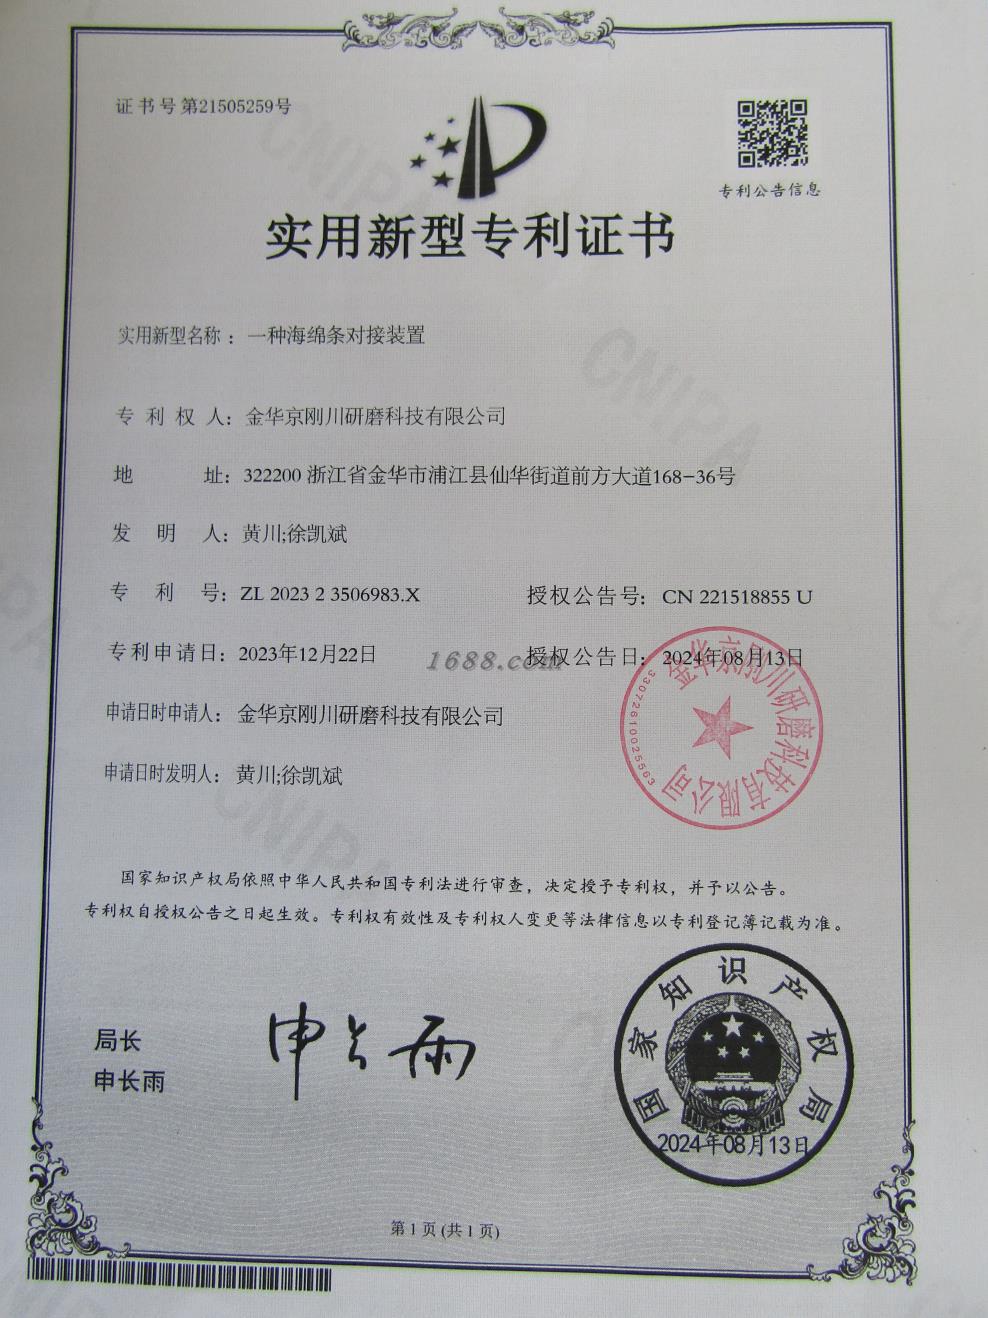 证书号第21505259号
专利公告信息
实用新型专利证书
实用新型名称：一种海绵条对接装置
专利权人：金华京刚川研磨科技有限公司
地址：322200 浙江省金华市浦江县仙华街道前方大道168-36号
发明人：黄川;徐凯斌
专利号：ZL 2023 2 3506983.X 授权公告号：CN 221518855 U
专利申请日：2023年12月22日 授权公告日：2024年08月13日
1688.com
金华京刚川研磨科技有限公司
33072610025563
申请日时申请人：金华京刚川研磨科技有限公司
申请日时发明人：黄川;徐凯斌
国家知识产权局依照中华人民共和国专利法进行审查，决定授予专利权，并予以公告。
专利权自授权公告之日起生效。专利权有效性及专利权人变更等法律信息以专利登记簿记载为准。
局长
申长雨
申长雨
国家知识产权局
2024年08月13日
第1页(共1页)
CNIPA
CNIPA
CNIPA